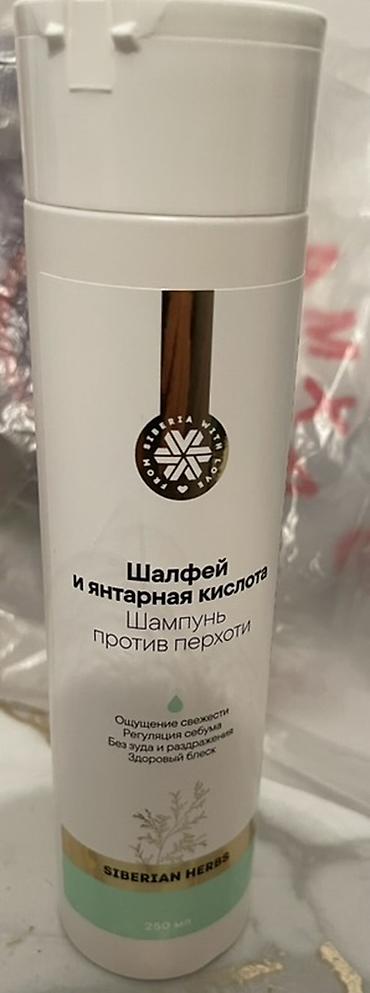 FROM SIBERIA WITH LOVE
Шалфей
и янтарная кислота
Шампунь
против перхоти
Ощущение свежести
Регуляция себума
Без зуда и раздражения
Здоровый блеск
SIBERIAN HERBS
250 мл